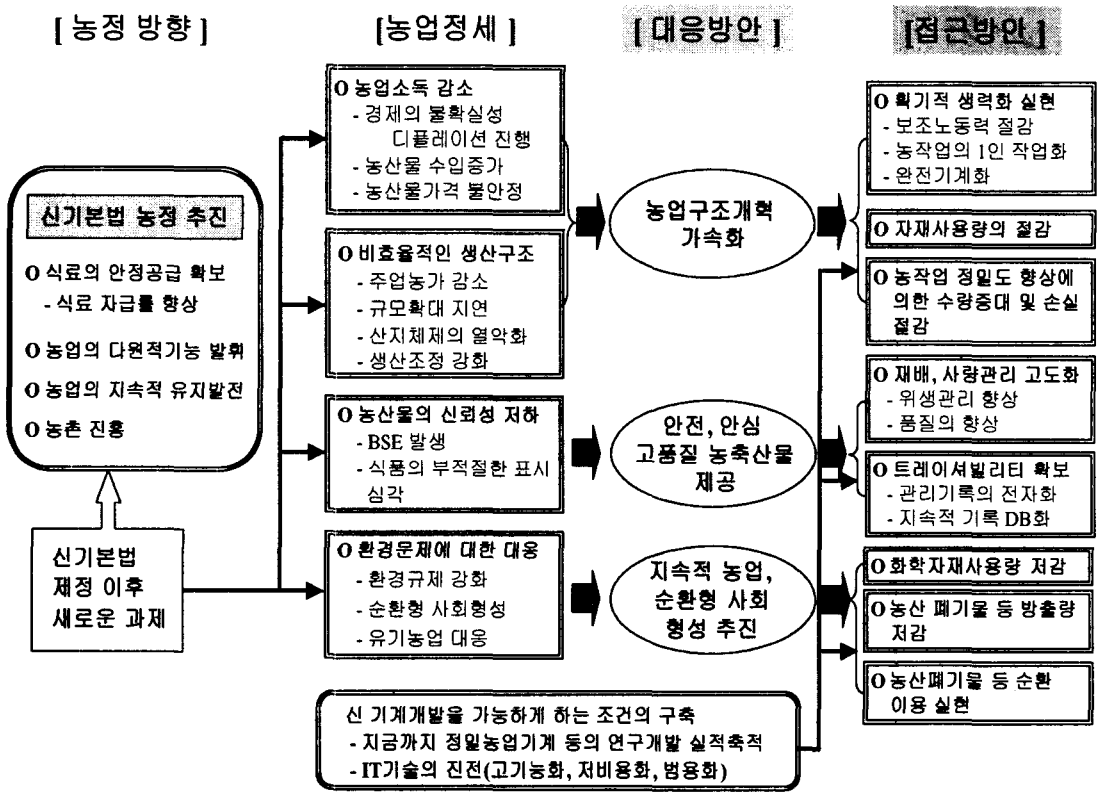 [ 농정 방향 ]
[농업정세 ]
[ 대응방안 ]
[접근방안 ]
신기본법 농정 추진
O 식료의 안정공급 확보
- 식료 자급률 향상
O 농업의 다원적기능 발휘
O 농업의 지속적 유지발전
O 농촌 진흥
신기본법
제정 이후
새로운 과제
O 농업소득 감소
- 경제의 불확실성
디플레이션 진행
- 농산물 수입증가
- 농산물가격 불안정
O 비효율적인 생산구조
- 주업농가 감소
- 규모확대 지연
- 산지체제의 열악화
- 생산조정 강화
O 농산물의 신뢰성 저하
- BSE 발생
- 식품의 부적절한 표시
심각
O 환경문제에 대한 대응
- 환경규제 강화
- 순환형 사회형성
- 유기농업 대응
농업구조개혁
가속화
안전, 안심
고품질 농축산물
제공
지속적 농업,
순환형 사회
형성 추진
O 획기적 생력화 실현
- 보조노동력 절감
- 농작업의 1인 작업화
- 완전기계화
O 자재사용량의 절감
O 농작업 정밀도 향상에
의한 수량증대 및 손실
절감
O 재배, 사량관리 고도화
- 위생관리 향상
- 품질의 향상
O 트레이셔빌리티 확보
- 관리기록의 전자화
- 지속적 기록 DB화
O 화학자재사용량 저감
O 농산 폐기물 등 방출량
저감
O 농산폐기물 등 순환
이용 실현
신 기계개발을 가능하게 하는 조건의 구축
- 지금까지 정밀농업기계 등의 연구개발 실적축적
- IT기술의 진전(고기능화, 저비용화, 범용화)